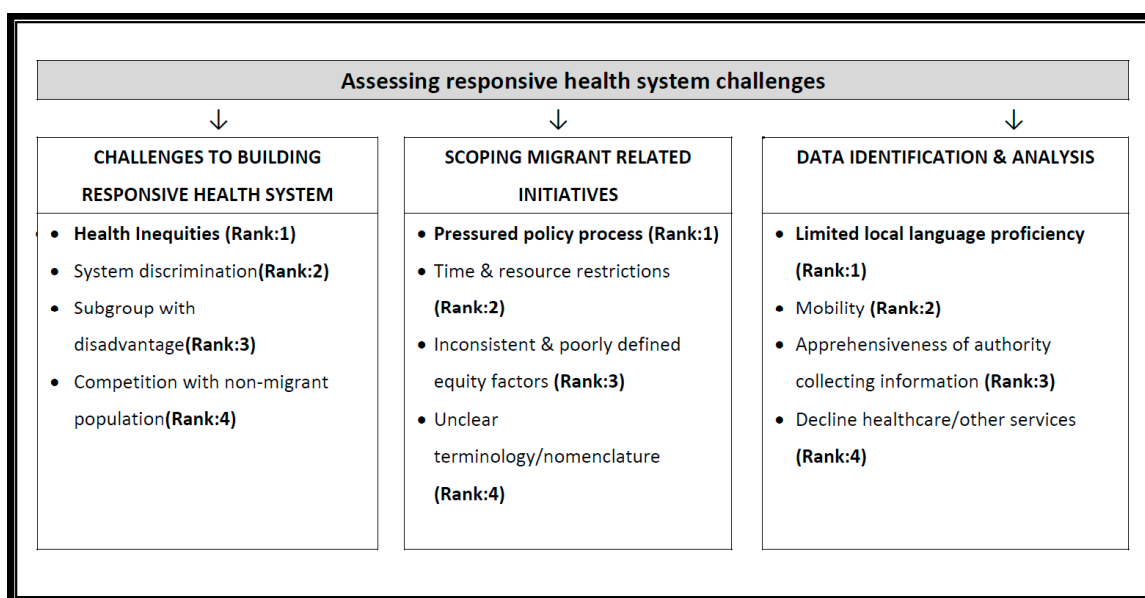 Assessing responsive health system challenges
↓ ↓ ↓
CHALLENGES TO BUILDING
RESPONSIVE HEALTH SYSTEM
• Health Inequities (Rank:1)
• System discrimination(Rank:2)
• Subgroup with
disadvantage(Rank:3)
• Competition with non-migrant
population(Rank:4)
SCOPING MIGRANT RELATED
INITIATIVES
• Pressured policy process (Rank:1)
• Time & resource restrictions
(Rank:2)
• Inconsistent & poorly defined
equity factors (Rank:3)
• Unclear
terminology/nomenclature
(Rank:4)
DATA IDENTIFICATION & ANALYSIS
• Limited local language proficiency
(Rank:1)
• Mobility (Rank:2)
• Apprehensiveness of authority
collecting information (Rank:3)
• Decline healthcare/other services
(Rank:4)